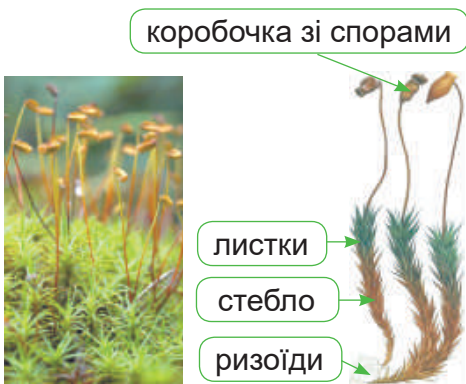 коробочка зі спорами
листки
стебло
ризоїди